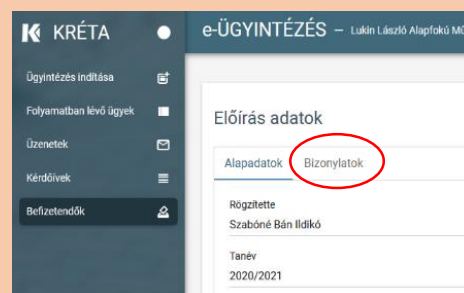 KRÉTA
e-ÜGYINTÉZÉS – Lukin László Alapfokú
Ügyintézés indítása
Folyamatban lévő ügyek
Üzenetek
Kérdőívek
Befizetendők
Előírás adatok
Alapadatok Bizonylatok
Rögzítette
Szabóné Bán Ildikó
Tanév
2020/2021